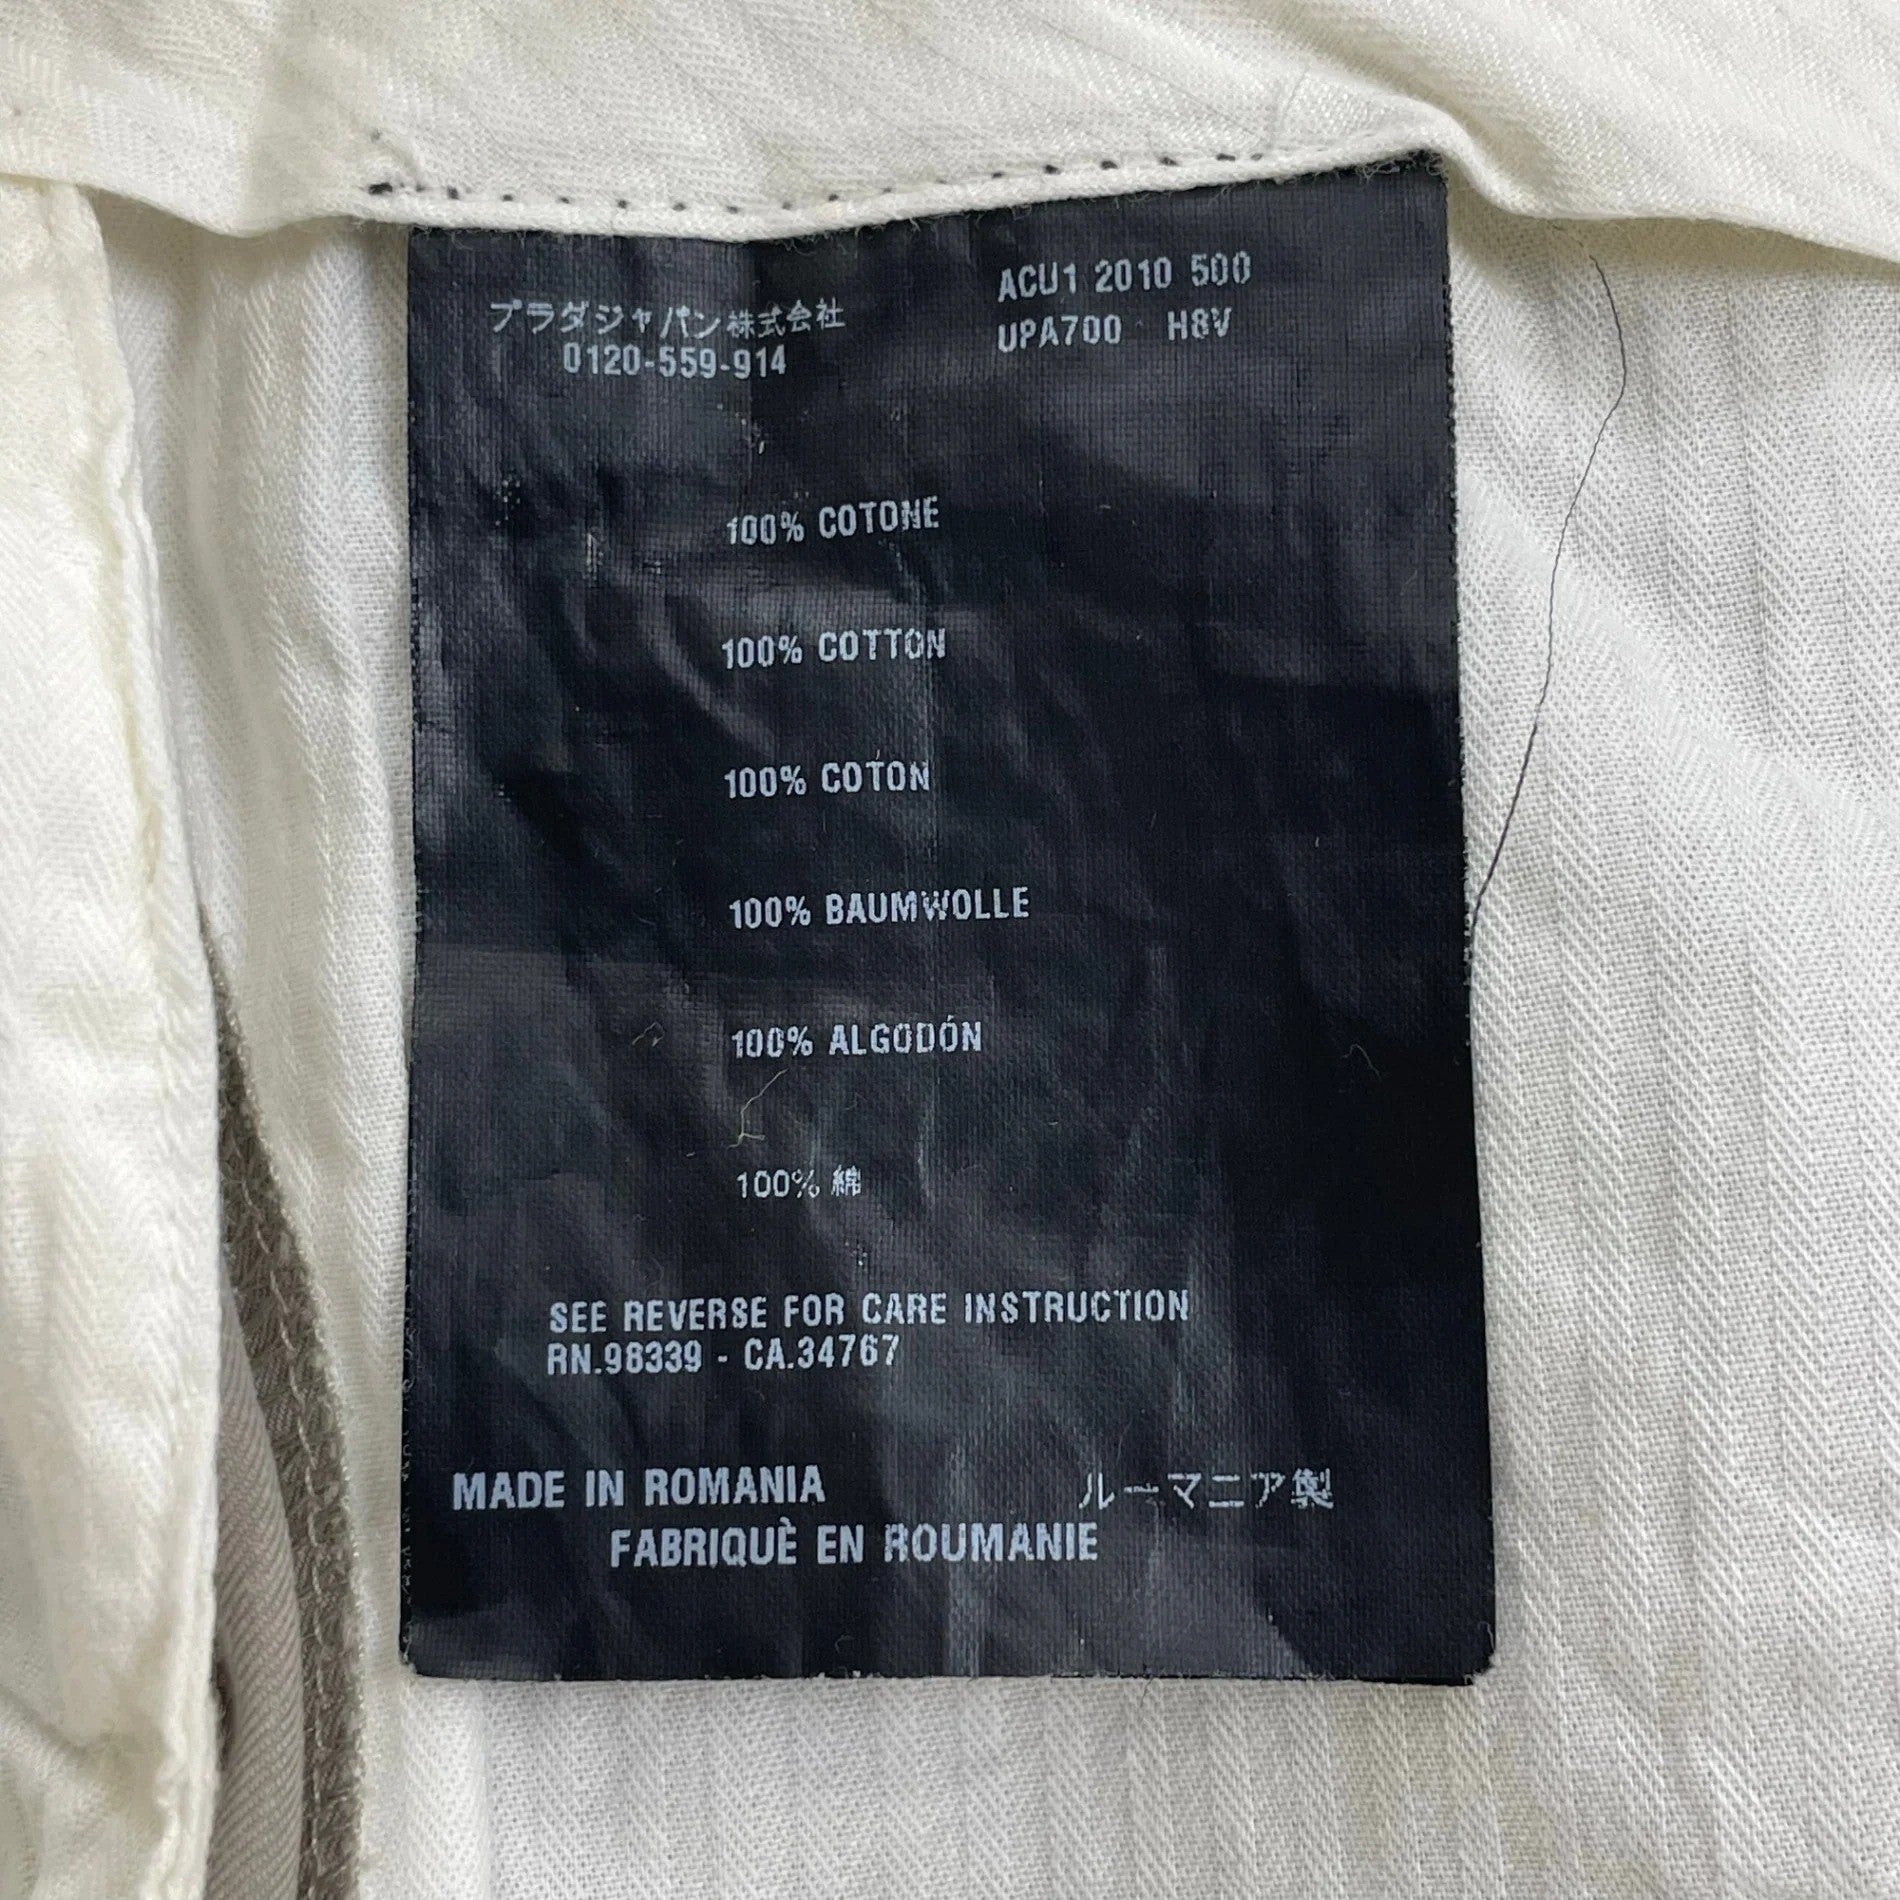 プラダジャパン株式会社
0120-559-914
ACU1 2010 500
UPA700 H8V
100% COTONE
100% COTTON
100% COTON
100% BAUMWOLLE
100% ALGODÓN
100% 綿
SEE REVERSE FOR CARE INSTRUCTION
RN.98339 - CA.34767
MADE IN ROMANIA
ルーマニア製
FABRIQUÈ EN ROUMANIE